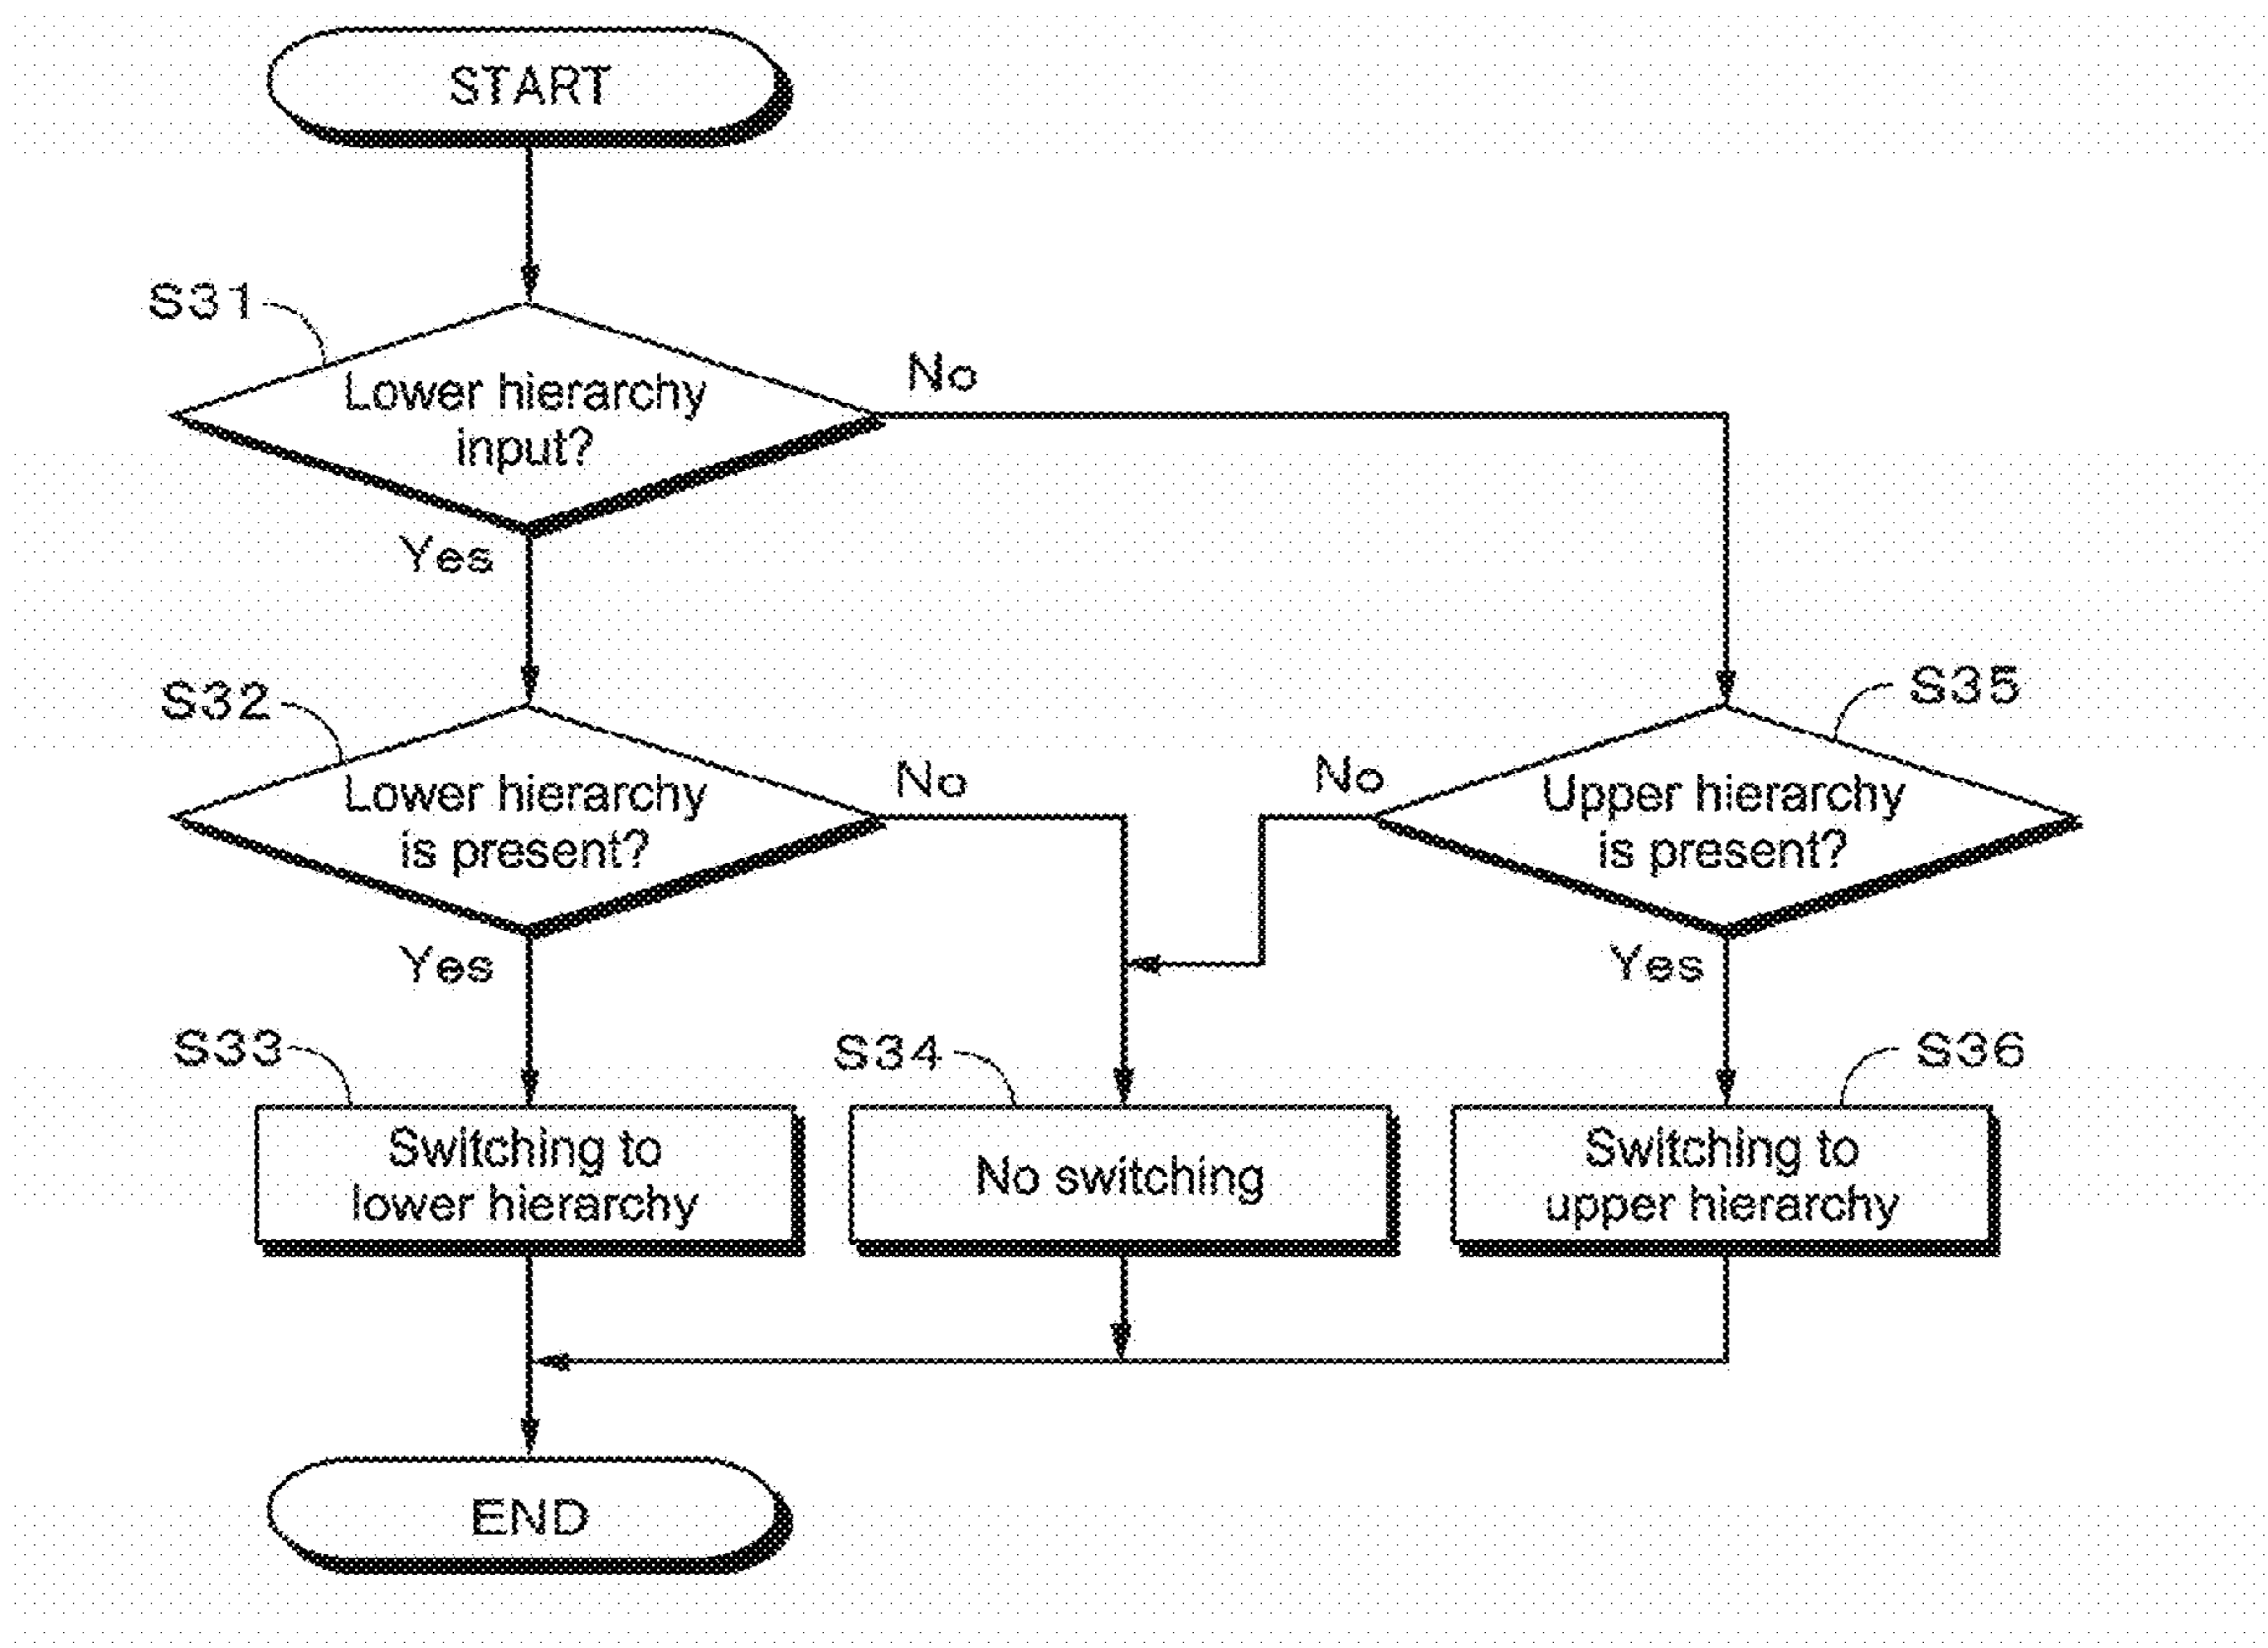 START
S31
Lower hierarchy
input?
No
Yes
S32
Lower hierarchy
is present?
No
Yes
No
S35
Upper hierarchy
is present?
Yes
S33
Switching to
lower hierarchy
S34
No switching
S36
Switching to
upper hierarchy
END